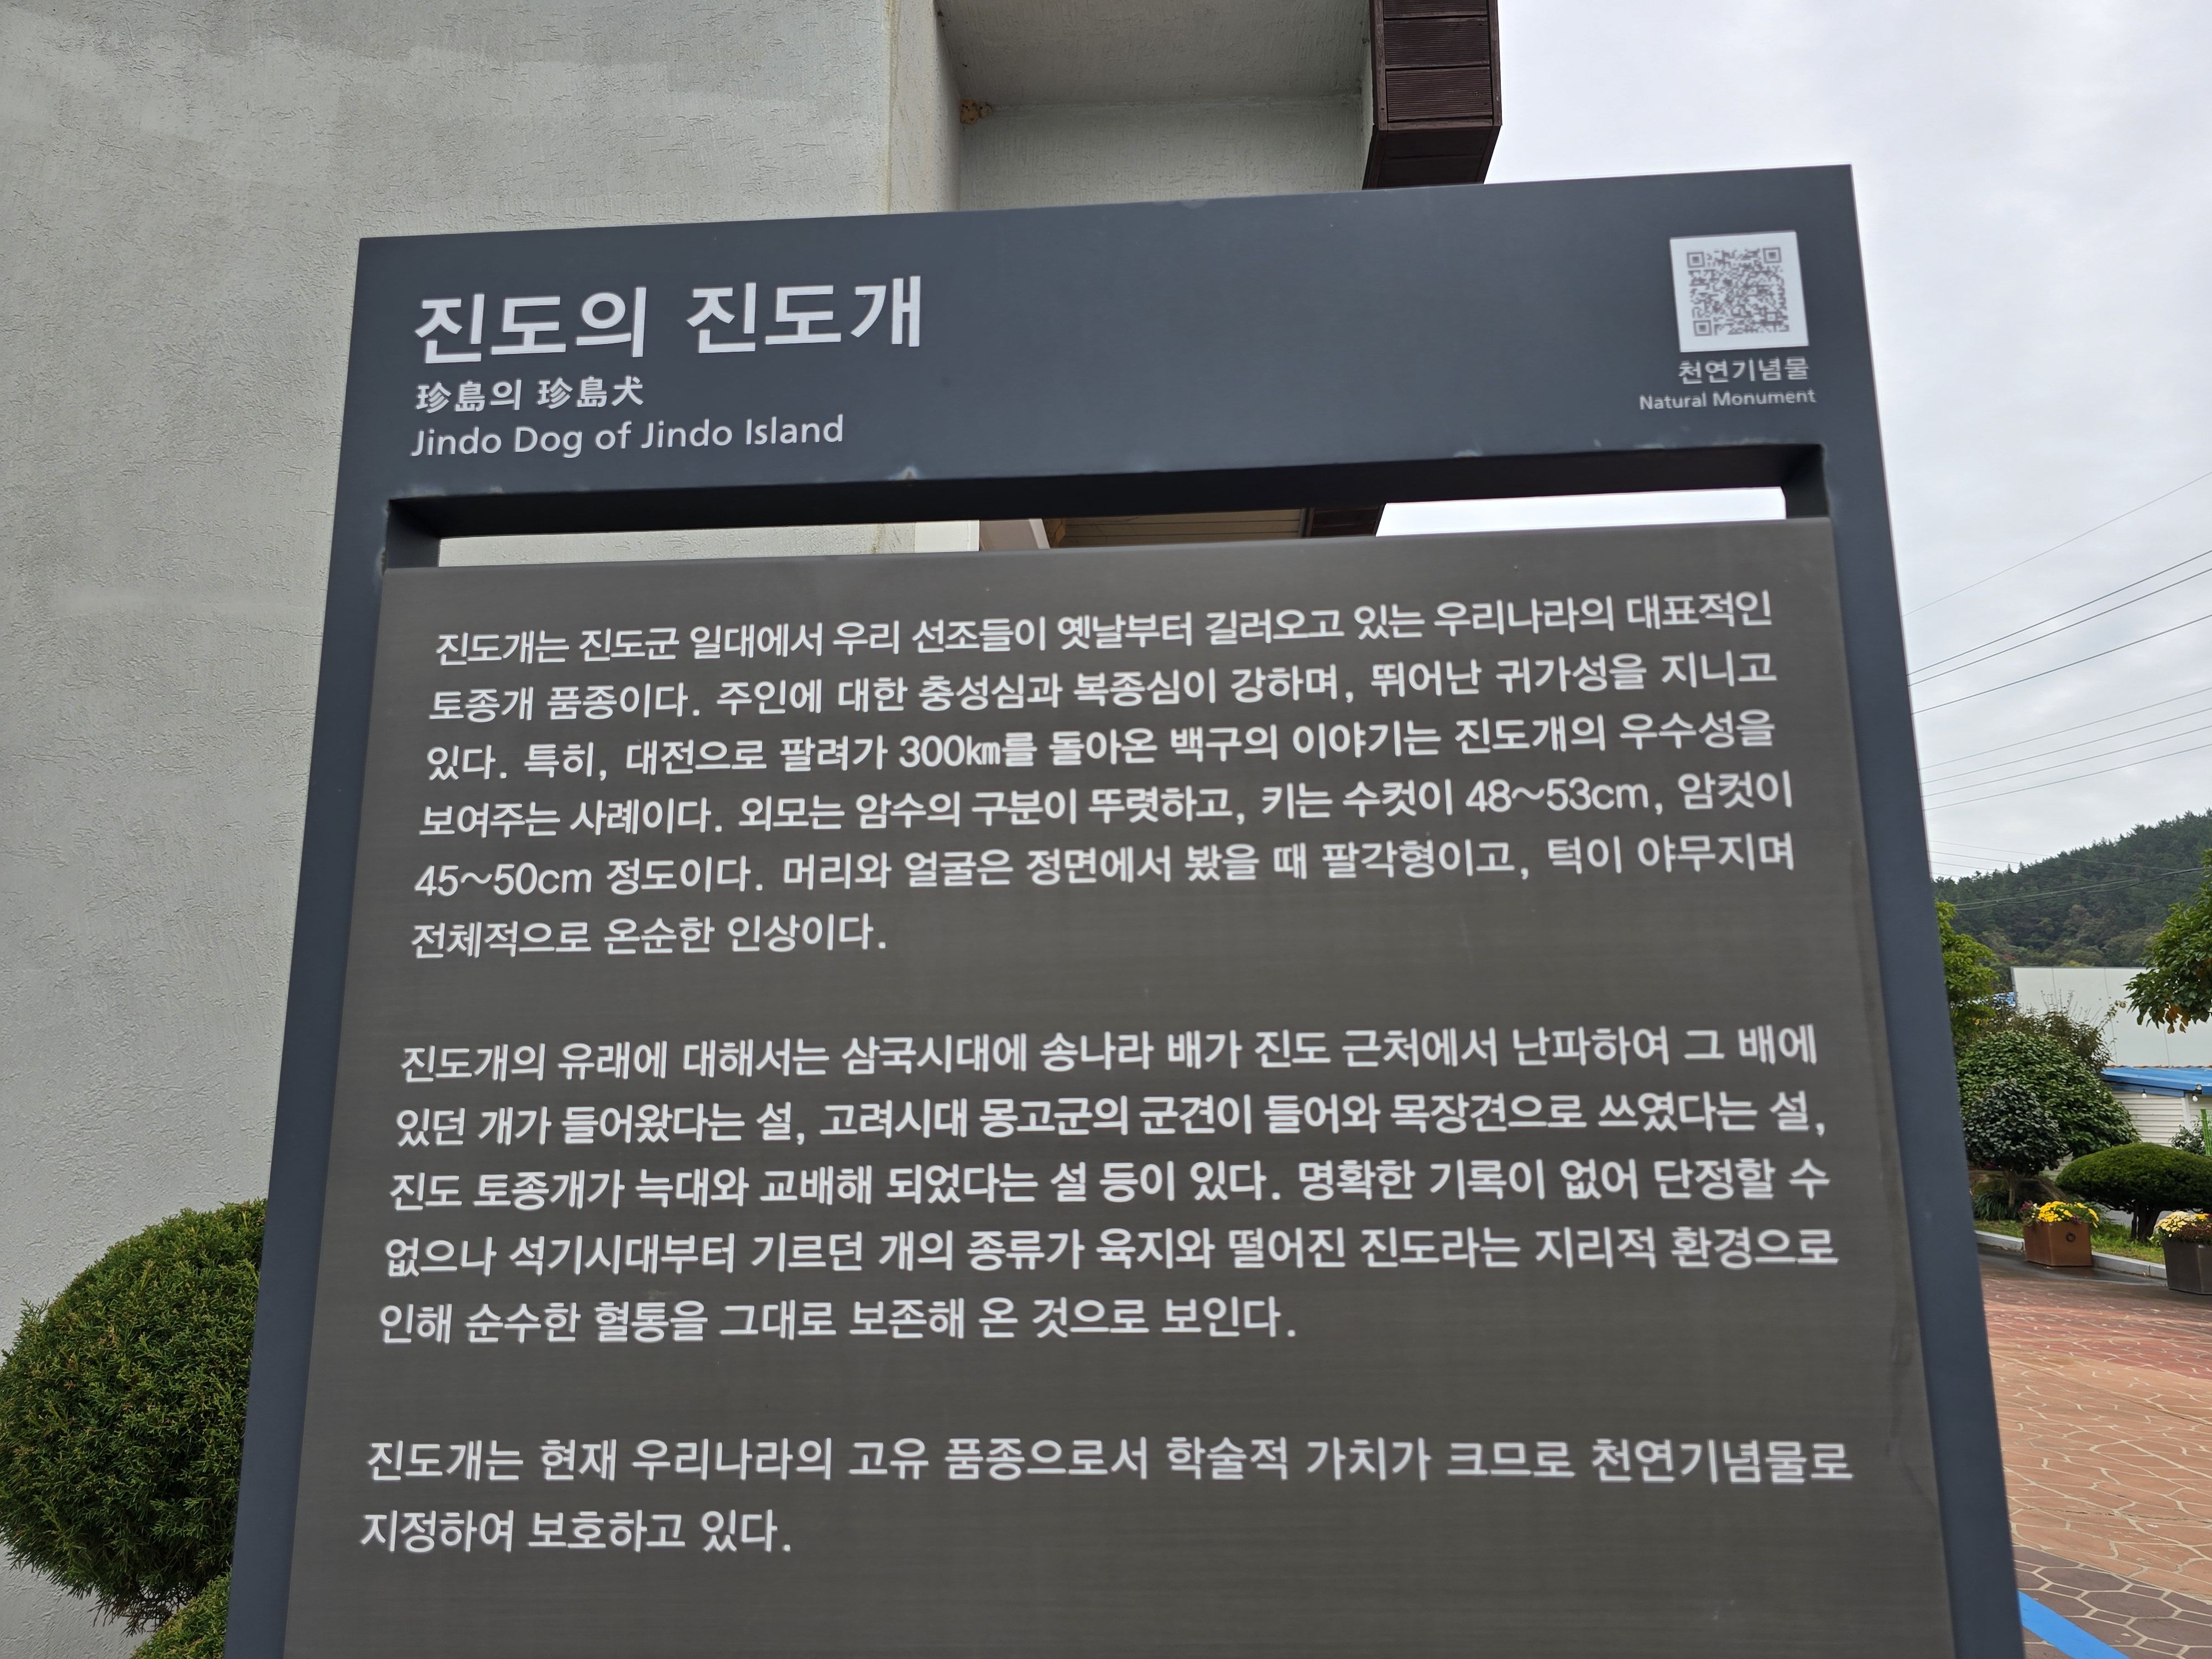 진도의 진도개
珍島의 珍島犬
Jindo Dog of Jindo Island
천연기념물
Natural Monument
진도개는 진도군 일대에서 우리 선조들이 옛날부터 길러오고 있는 우리나라의 대표적인
토종개 품종이다. 주인에 대한 충성심과 복종심이 강하며, 뛰어난 귀가성을 지니고
있다. 특히, 대전으로 팔려가 300㎞를 돌아온 백구의 이야기는 진도개의 우수성을
보여주는 사례이다. 외모는 암수의 구분이 뚜렷하고, 키는 수컷이 48~53cm, 암컷이
45~50cm 정도이다. 머리와 얼굴은 정면에서 봤을 때 팔각형이고, 턱이 야무지며
전체적으로 온순한 인상이다.
진도개의 유래에 대해서는 삼국시대에 송나라 배가 진도 근처에서 난파하여 그 배에
있던 개가 들어왔다는 설, 고려시대 몽고군의 군견이 들어와 목장견으로 쓰였다는 설,
진도 토종개가 늑대와 교배해 되었다는 설 등이 있다. 명확한 기록이 없어 단정할 수
없으나 석기시대부터 기르던 개의 종류가 육지와 떨어진 진도라는 지리적 환경으로
인해 순수한 혈통을 그대로 보존해 온 것으로 보인다.
진도개는 현재 우리나라의 고유 품종으로서 학술적 가치가 크므로 천연기념물로
지정하여 보호하고 있다.